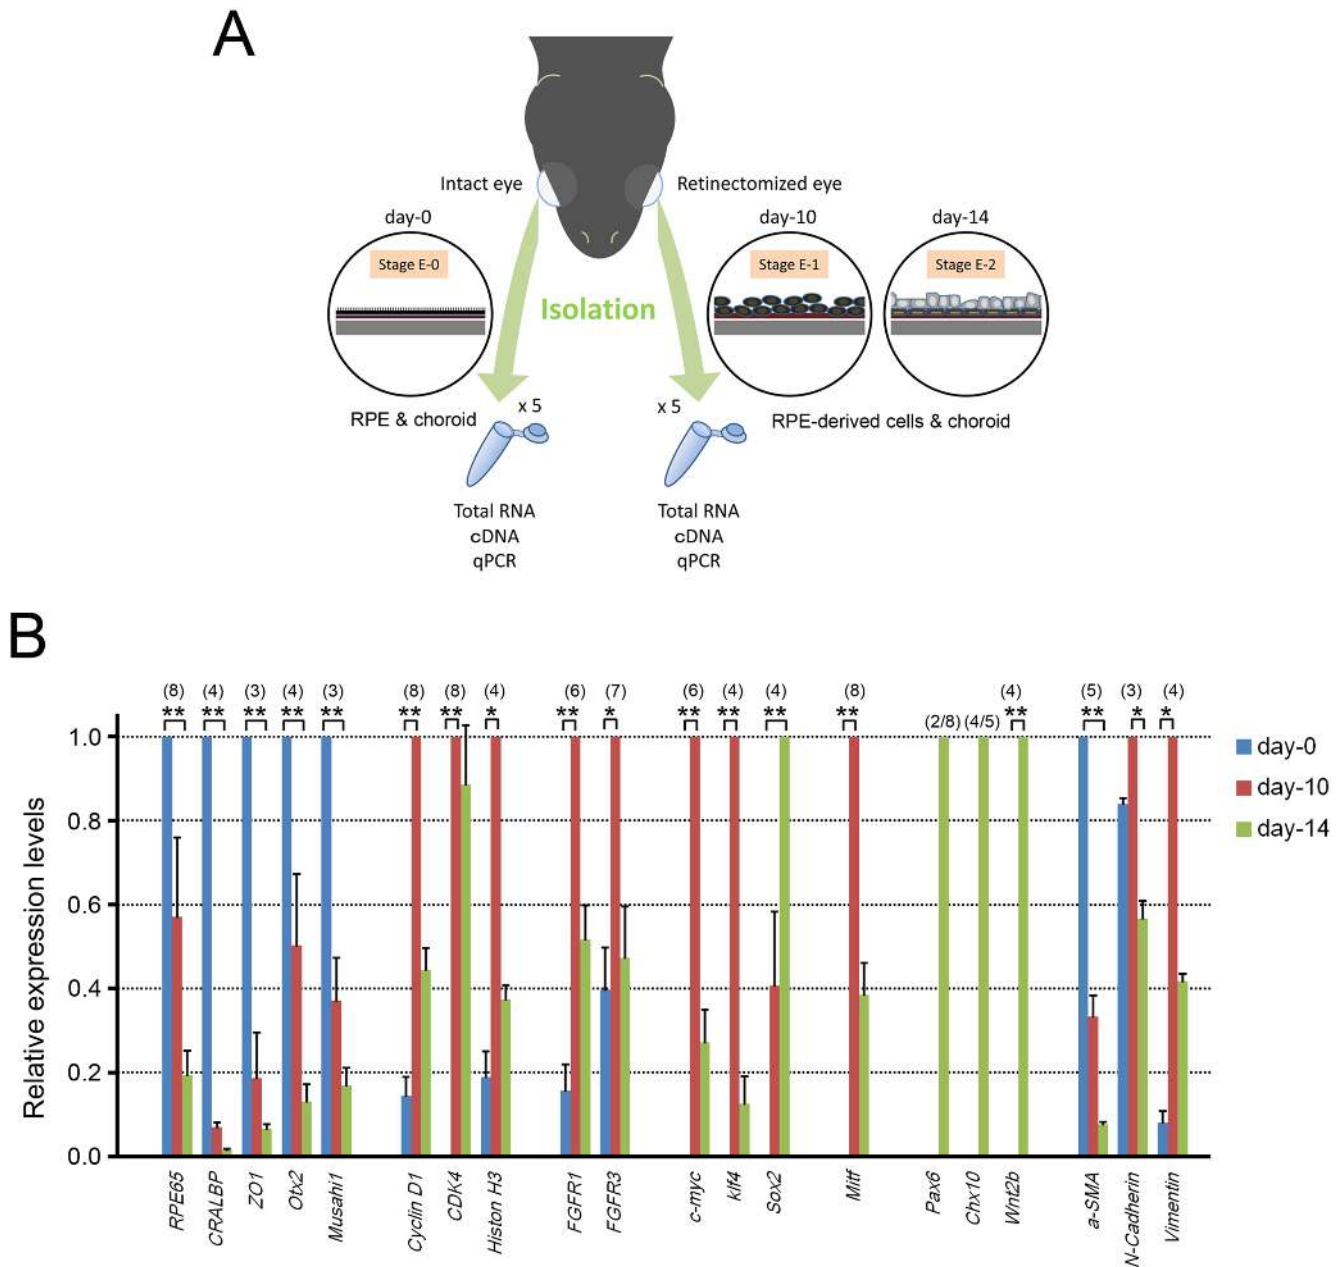 A
Intact eye
Retinectomized eye
day-0
day-10
day-14
Stage E-0
Stage E-1
Stage E-2
Isolation
RPE & choroid
x 5
x 5
RPE-derived cells & choroid
Total RNA
cDNA
qPCR
Total RNA
cDNA
qPCR
B
(8) (4) (3) (4) (3) (8) (8) (4) (6) (7) (6) (4) (4) (8) (4) (5) (3) (4)
** ** ** ** ** ** ** * ** * ** ** ** ** ** ** * *
(2/8) (4/5)
1.0
0.8
0.6
0.4
0.2
0.0
Relative expression levels
day-0
day-10
day-14
RPE65
CRALBP
ZO1
Otx2
Musahi1
Cyclin D1
CDK4
Histon H3
FGFR1
FGFR3
c-myc
klf4
Sox2
Mitf
Pax6
Chx10
Wnt2b
a-SMA
N-Cadherin
Vimentin